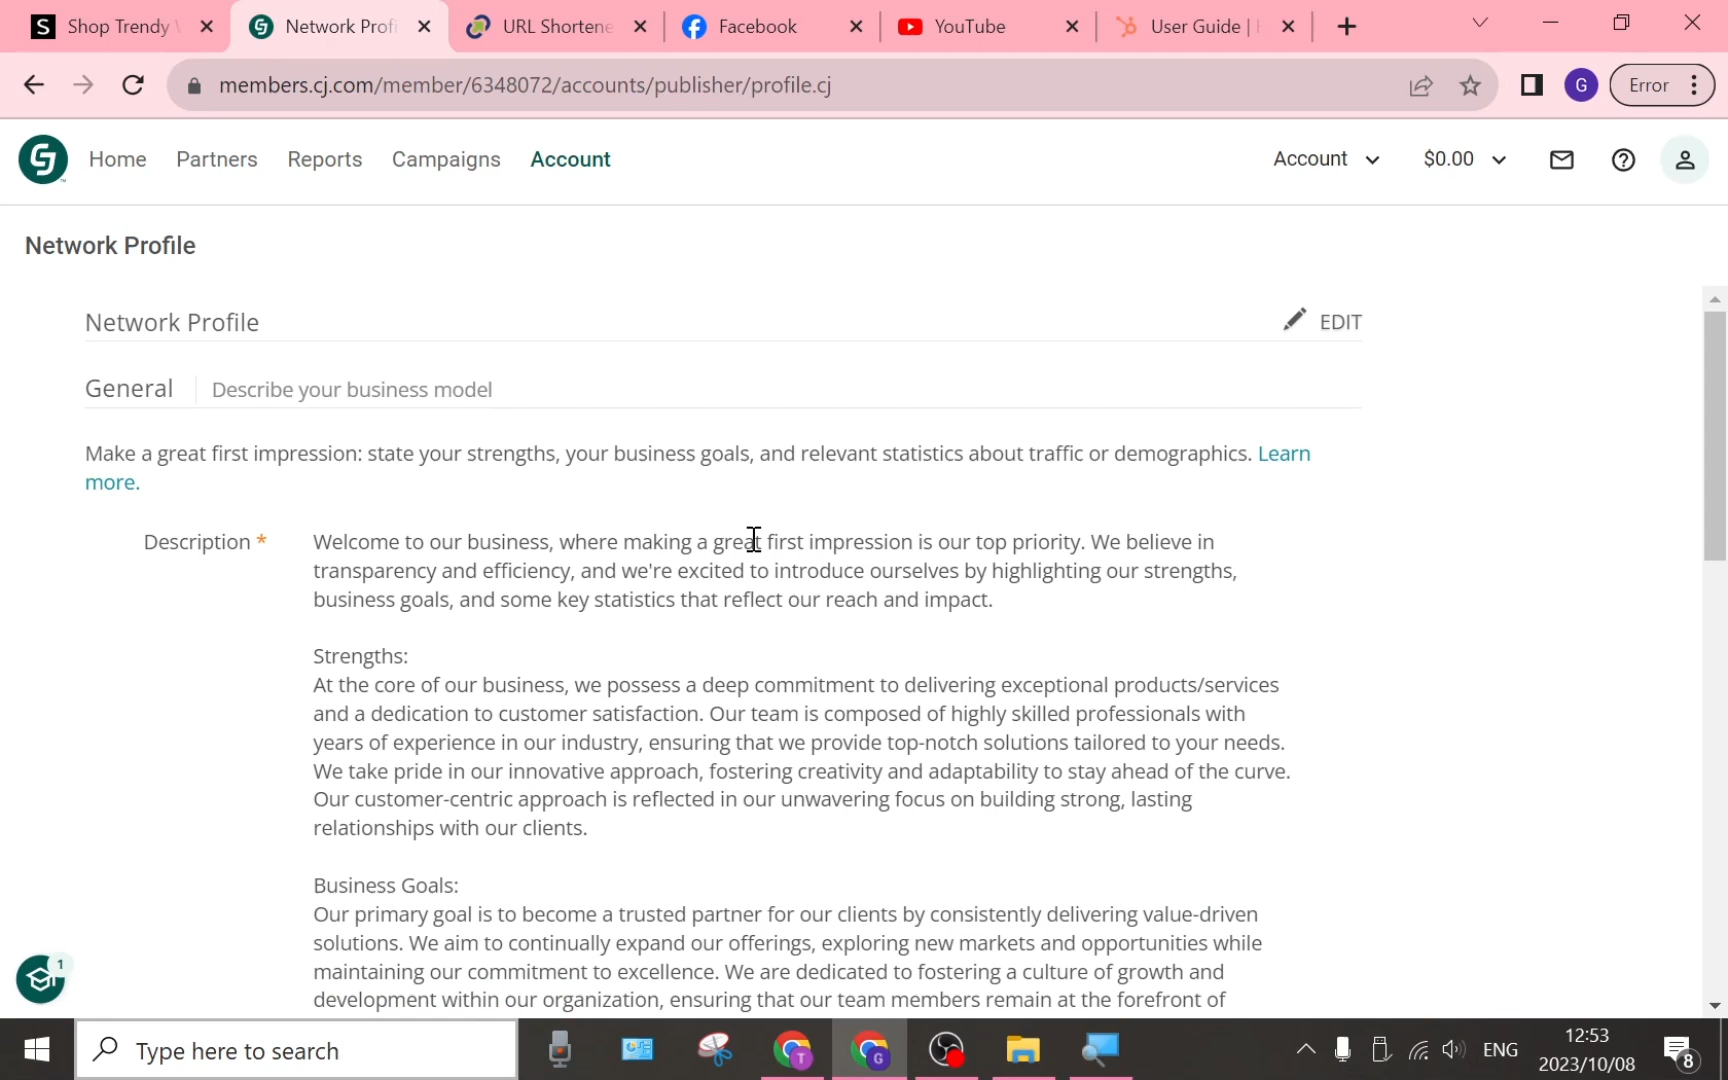 Shop Trendy
Network Prof
URL Shortene
Facebook
YouTube
User Guide |
members.cj.com/member/6348072/accounts/publisher/profile.cj
G
Error
Home
Partners
Reports
Campaigns
Account
Account
$0.00
Network Profile
Network Profile
EDIT
General
Describe your business model
Make a great first impression: state your strengths, your business goals, and relevant statistics about traffic or demographics. Learn
more.
Description *
Welcome to our business, where making a great first impression is our top priority. We believe in
transparency and efficiency, and we're excited to introduce ourselves by highlighting our strengths,
business goals, and some key statistics that reflect our reach and impact.
Strengths:
At the core of our business, we possess a deep commitment to delivering exceptional products/services
and a dedication to customer satisfaction. Our team is composed of highly skilled professionals with
years of experience in our industry, ensuring that we provide top-notch solutions tailored to your needs.
We take pride in our innovative approach, fostering creativity and adaptability to stay ahead of the curve.
Our customer-centric approach is reflected in our unwavering focus on building strong, lasting
relationships with our clients.
Business Goals:
Our primary goal is to become a trusted partner for our clients by consistently delivering value-driven
solutions. We aim to continually expand our offerings, exploring new markets and opportunities while
maintaining our commitment to excellence. We are dedicated to fostering a culture of growth and
development within our organization, ensuring that our team members remain at the forefront of
1
Type here to search
T
G
ENG
12:53
2023/10/08
8